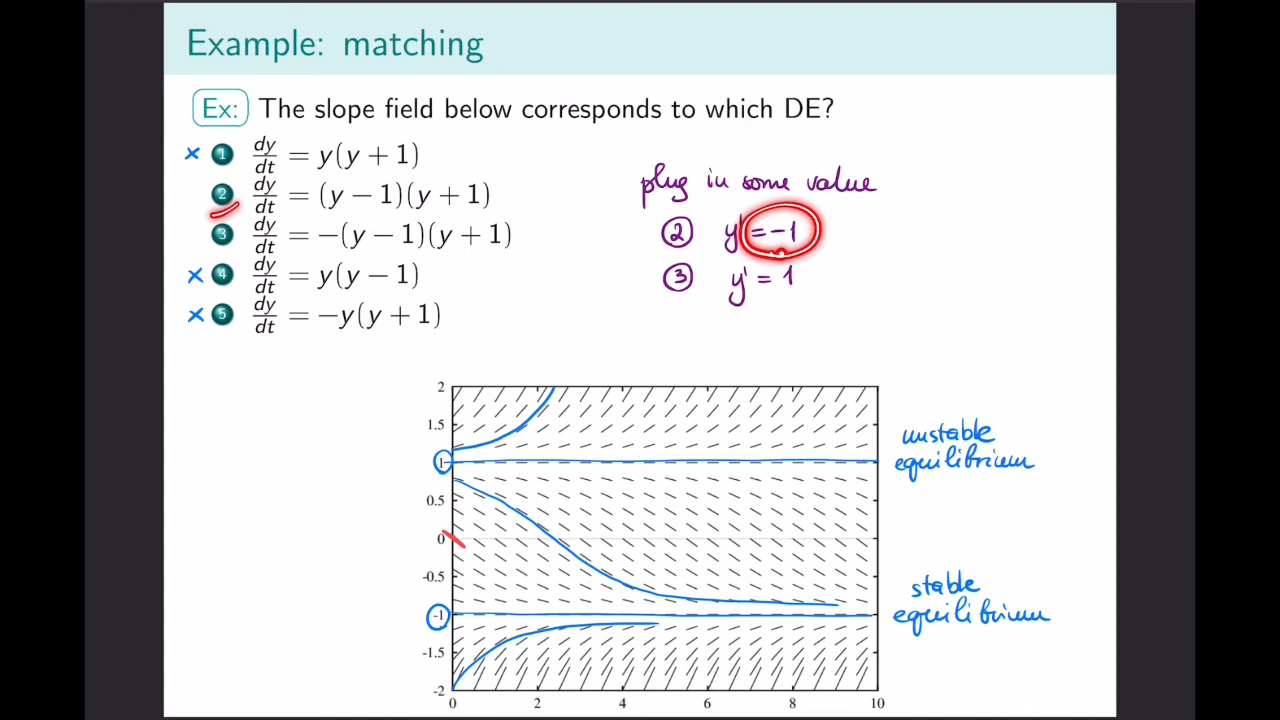 Example: matching
Ex: The slope field below corresponds to which DE?
× 1 dy/dt = y(y + 1)
2 dy/dt = (y − 1)(y + 1)
3 dy/dt = −(y − 1)(y + 1)
× 4 dy/dt = y(y − 1)
× 5 dy/dt = −y(y + 1)
plug in some value
② y' = −1
③ y' = 1
2
1.5
1
0.5
0
-0.5
-1
-1.5
-2
0 2 4 6 8 10
unstable
equilibrium
stable
equilibrium